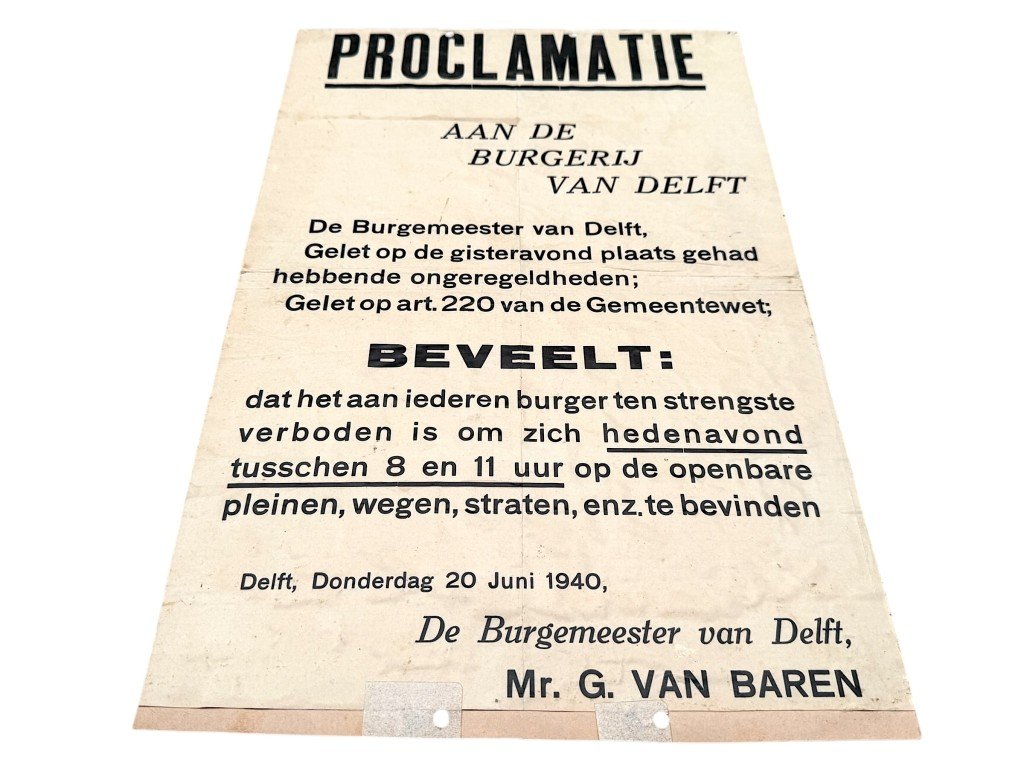 PROCLAMATIE
AAN DE
BURGERIJ
VAN DELFT
De Burgemeester van Delft,
Gelet op de gisteravond plaats gehad
hebbende ongeregeldheden;
Gelet op art. 220 van de Gemeentewet;
BEVEELT:
dat het aan iederen burger ten strengste
verboden is om zich hedenavond
tusschen 8 en 11 uur op de openbare
pleinen, wegen, straten, enz. te bevinden
Delft, Donderdag 20 Juni 1940,
De Burgemeester van Delft,
Mr. G. VAN BAREN